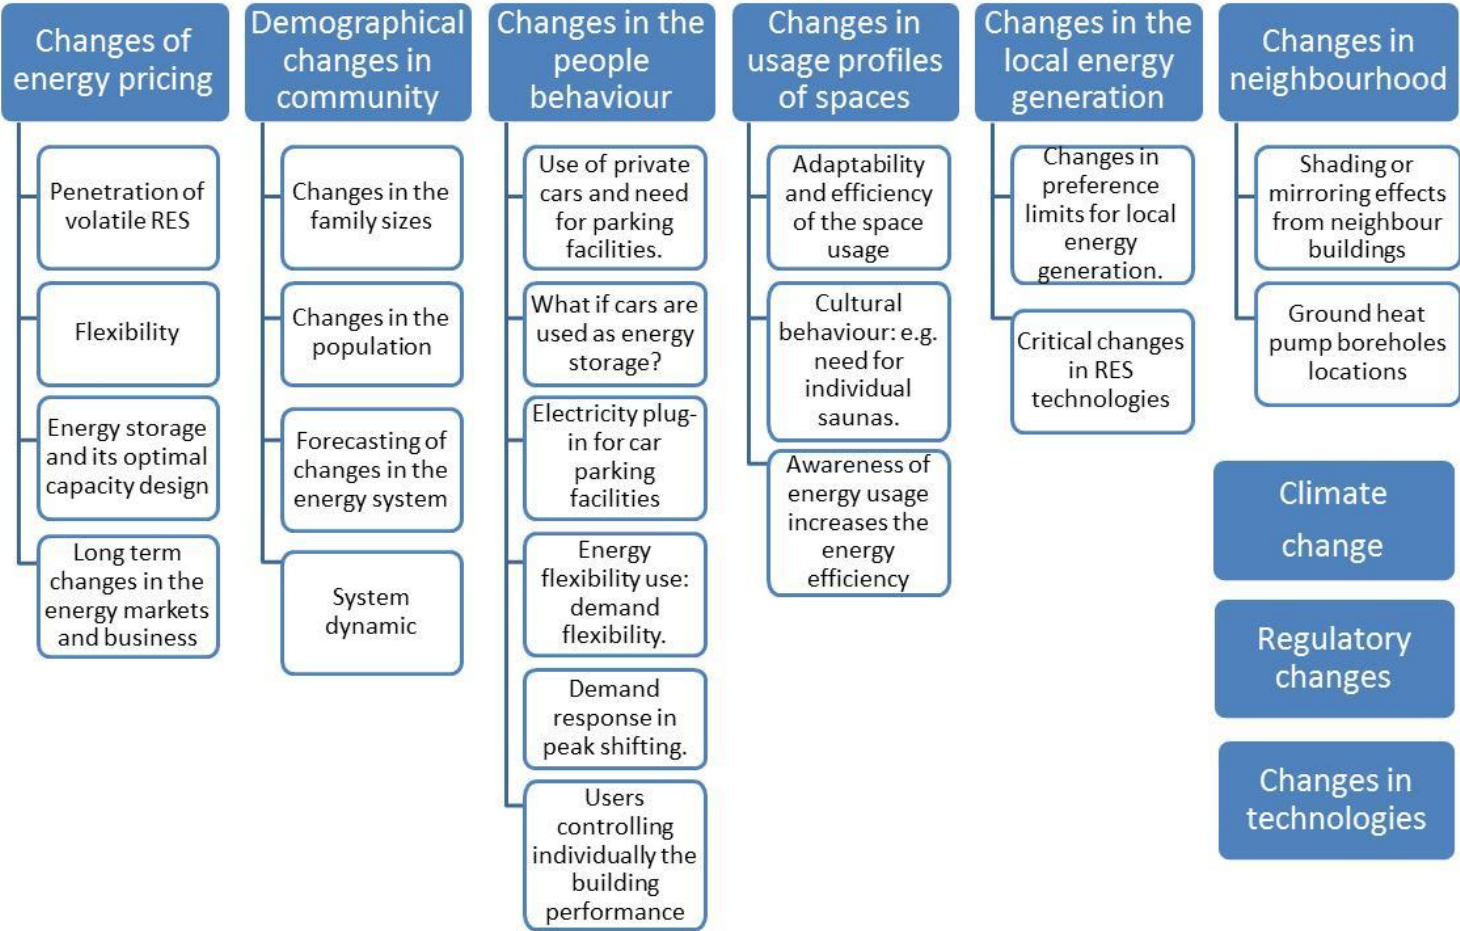 Changes of
energy pricing
Penetration of
volatile RES
Flexibility
Energy storage
and its optimal
capacity design
Long term
changes in the
energy markets
and business
Demographical
changes in
community
Changes in the
family sizes
Changes in the
population
Forecasting of
changes in the
energy system
System
dynamic
Changes in the
people
behaviour
Use of private
cars and need
for parking
facilities.
What if cars are
used as energy
storage?
Electricity plug-
in for car
parking
facilities
Energy
flexibility use:
demand
flexibility.
Demand
response in
peak shifting.
Users
controlling
individually the
building
performance
Changes in
usage profiles
of spaces
Adaptability
and efficiency
of the space
usage
Cultural
behaviour: e.g.
need for
individual
saunas.
Awareness of
energy usage
increases the
energy
efficiency
Changes in the
local energy
generation
Changes in
preference
limits for local
energy
generation.
Critical changes
in RES
technologies
Changes in
neighbourhood
Shading or
mirroring effects
from neighbour
buildings
Ground heat
pump boreholes
locations
Climate
change
Regulatory
changes
Changes in
technologies